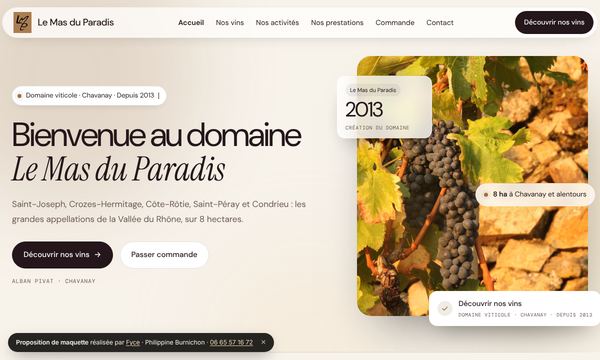 Le Mas du Paradis
Accueil
Nos vins
Nos activités
Nos prestations
Commande
Contact
Découvrir nos vins
Domaine viticole · Chavanay · Depuis 2013 |
Bienvenue au domaine
Le Mas du Paradis
Saint-Joseph, Crozes-Hermitage, Côte-Rôtie, Saint-Péray et Condrieu : les
grandes appellations de la Vallée du Rhône, sur 8 hectares.
Découvrir nos vins →
Passer commande
ALBAN PIVAT · CHAVANAY
Le Mas du Paradis
2013
CRÉATION DU DOMAINE
8 ha à Chavanay et alentours
Découvrir nos vins
DOMAINE VITICOLE · CHAVANAY · DEPUIS 2013
Proposition de maquette réalisée par Fyce · Philippine Burnichon · 06 65 57 16 72 ×